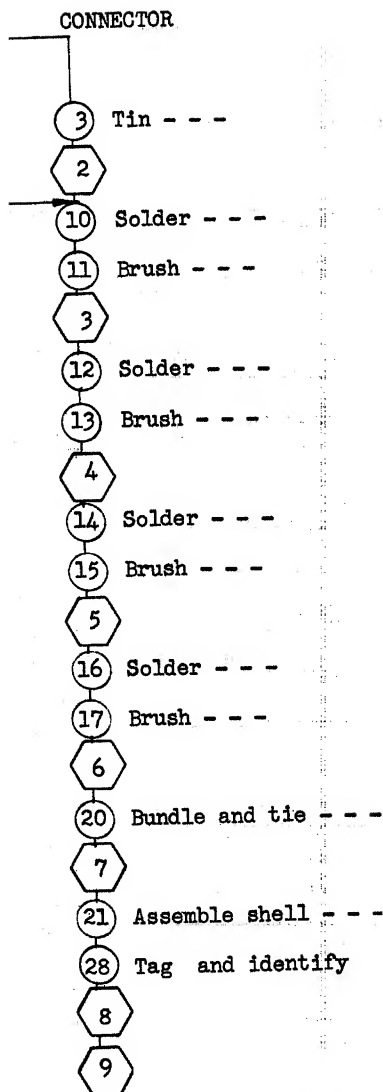 CONNECTOR
3 Tin - - -
2
10 Solder - - -
11 Brush - - -
3
12 Solder - - -
13 Brush - - -
4
14 Solder - - -
15 Brush - - -
5
16 Solder - - -
17 Brush - - -
6
20 Bundle and tie - - -
7
21 Assemble shell - - -
28 Tag and identify
8
9